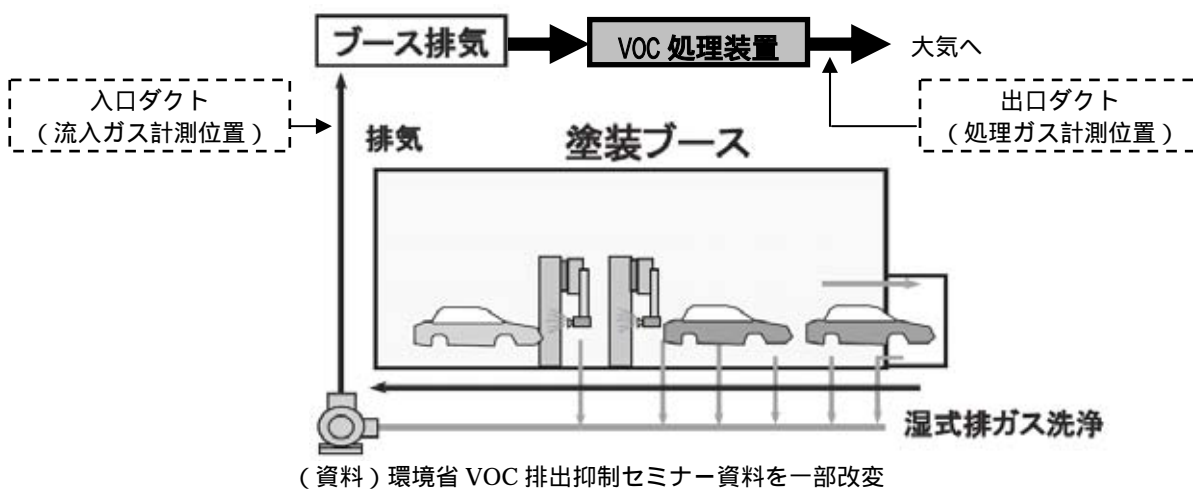 ブース排気
VOC 処理装置
大気へ
入口ダクト
（流入ガス計測位置）
出口ダクト
（処理ガス計測位置）
排気
塗装ブース
湿式排ガス洗浄
（資料）環境省 VOC 排出抑制セミナー資料を一部改変